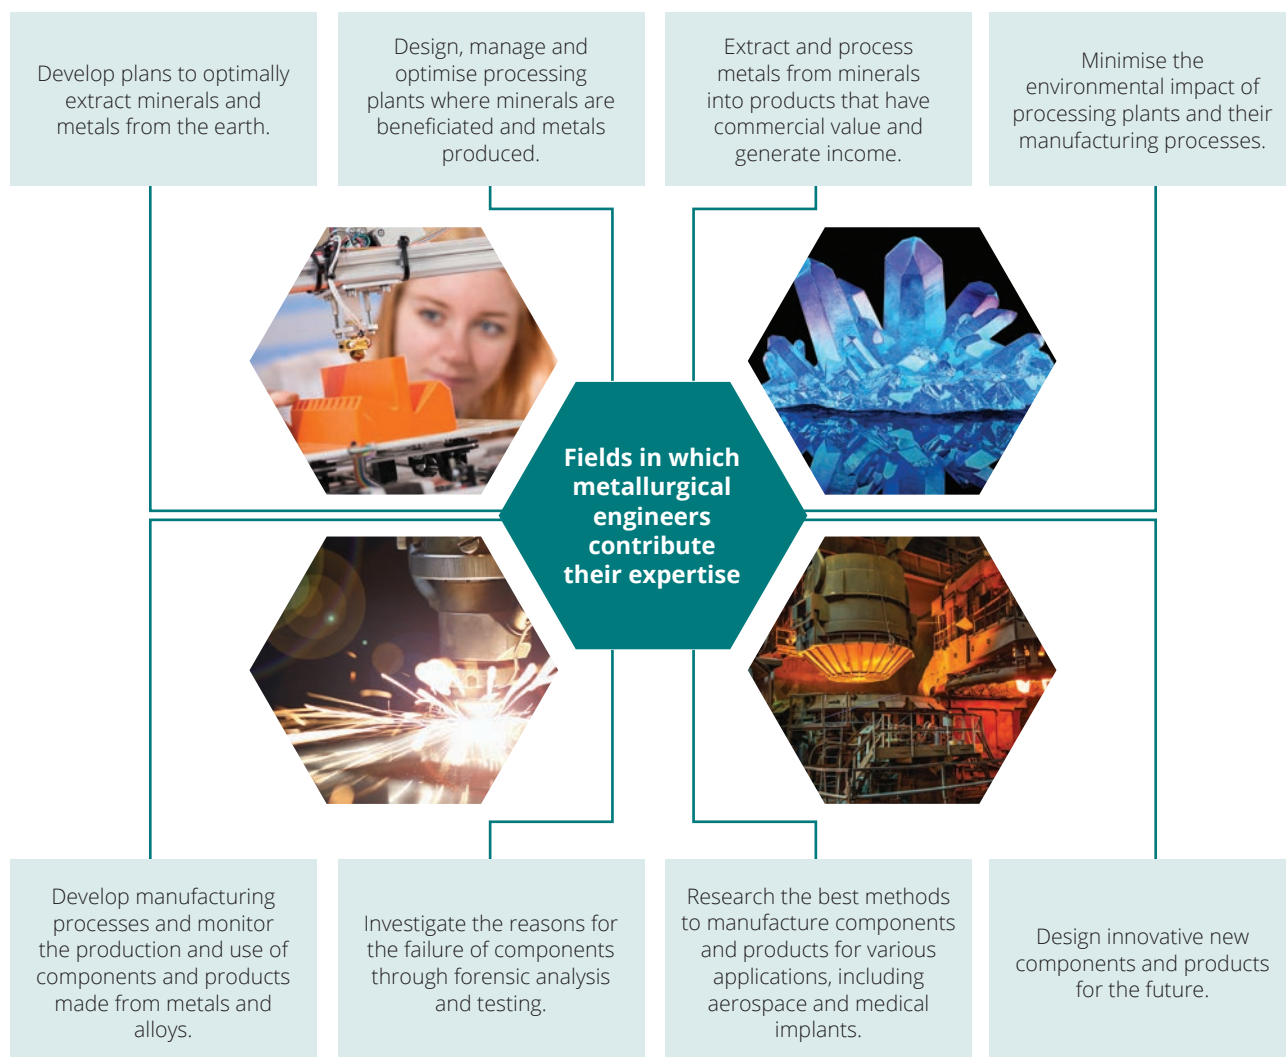 Develop plans to optimally
extract minerals and
metals from the earth.
Design, manage and
optimise processing
plants where minerals are
beneficiated and metals
produced.
Extract and process
metals from minerals
into products that have
commercial value and
generate income.
Minimise the
environmental impact of
processing plants and their
manufacturing processes.
Fields in which
metallurgical
engineers
contribute
their expertise
Develop manufacturing
processes and monitor
the production and use of
components and products
made from metals and
alloys.
Investigate the reasons for
the failure of components
through forensic analysis
and testing.
Research the best methods
to manufacture components
and products for various
applications, including
aerospace and medical
implants.
Design innovative new
components and products
for the future.